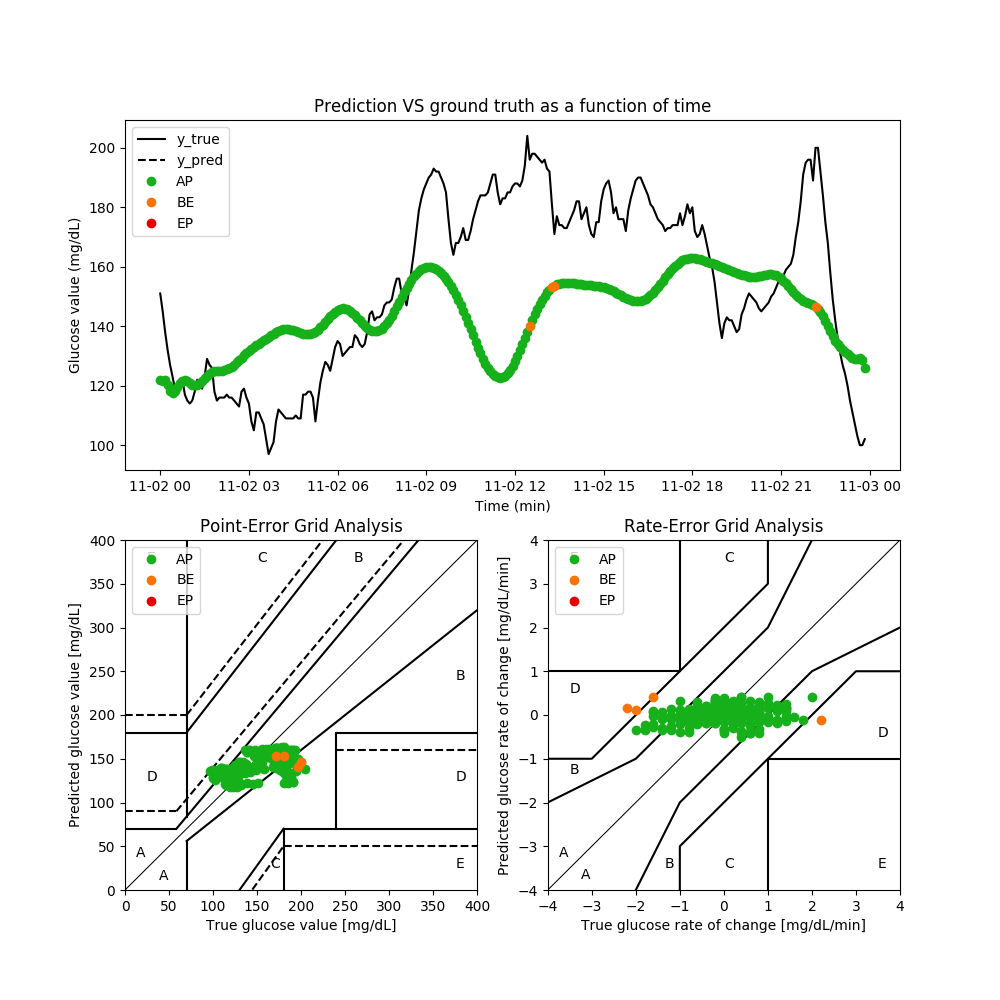 Prediction VS ground truth as a function of time
y_true
y_pred
AP
BE
EP
Glucose value (mg/dL)
200
180
160
140
120
100
11-02 00 11-02 03 11-02 06 11-02 09 11-02 12 11-02 15 11-02 18 11-02 21 11-03 00
Time (min)
Point-Error Grid Analysis
AP
BE
EP
C
B
B
D
D
A
A
C
E
Predicted glucose value [mg/dL]
400
350
300
250
200
150
100
50
0
0 50 100 150 200 250 300 350 400
True glucose value [mg/dL]
Rate-Error Grid Analysis
AP
BE
EP
C
D
D
B
A
A
B
C
E
Predicted glucose rate of change [mg/dL/min]
4
3
2
1
0
−1
−2
−3
−4
−4 −3 −2 −1 0 1 2 3 4
True glucose rate of change [mg/dL/min]